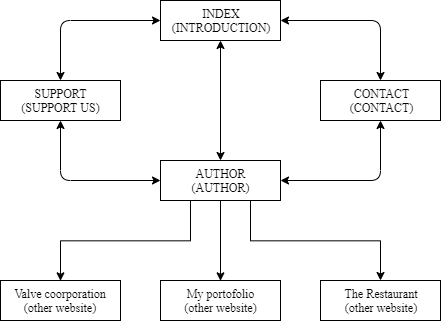 INDEX
(INTRODUCTION)
SUPPORT
(SUPPORT US)
CONTACT
(CONTACT)
AUTHOR
(AUTHOR)
Valve coorporation
(other website)
My portofolio
(other website)
The Restaurant
(other website)